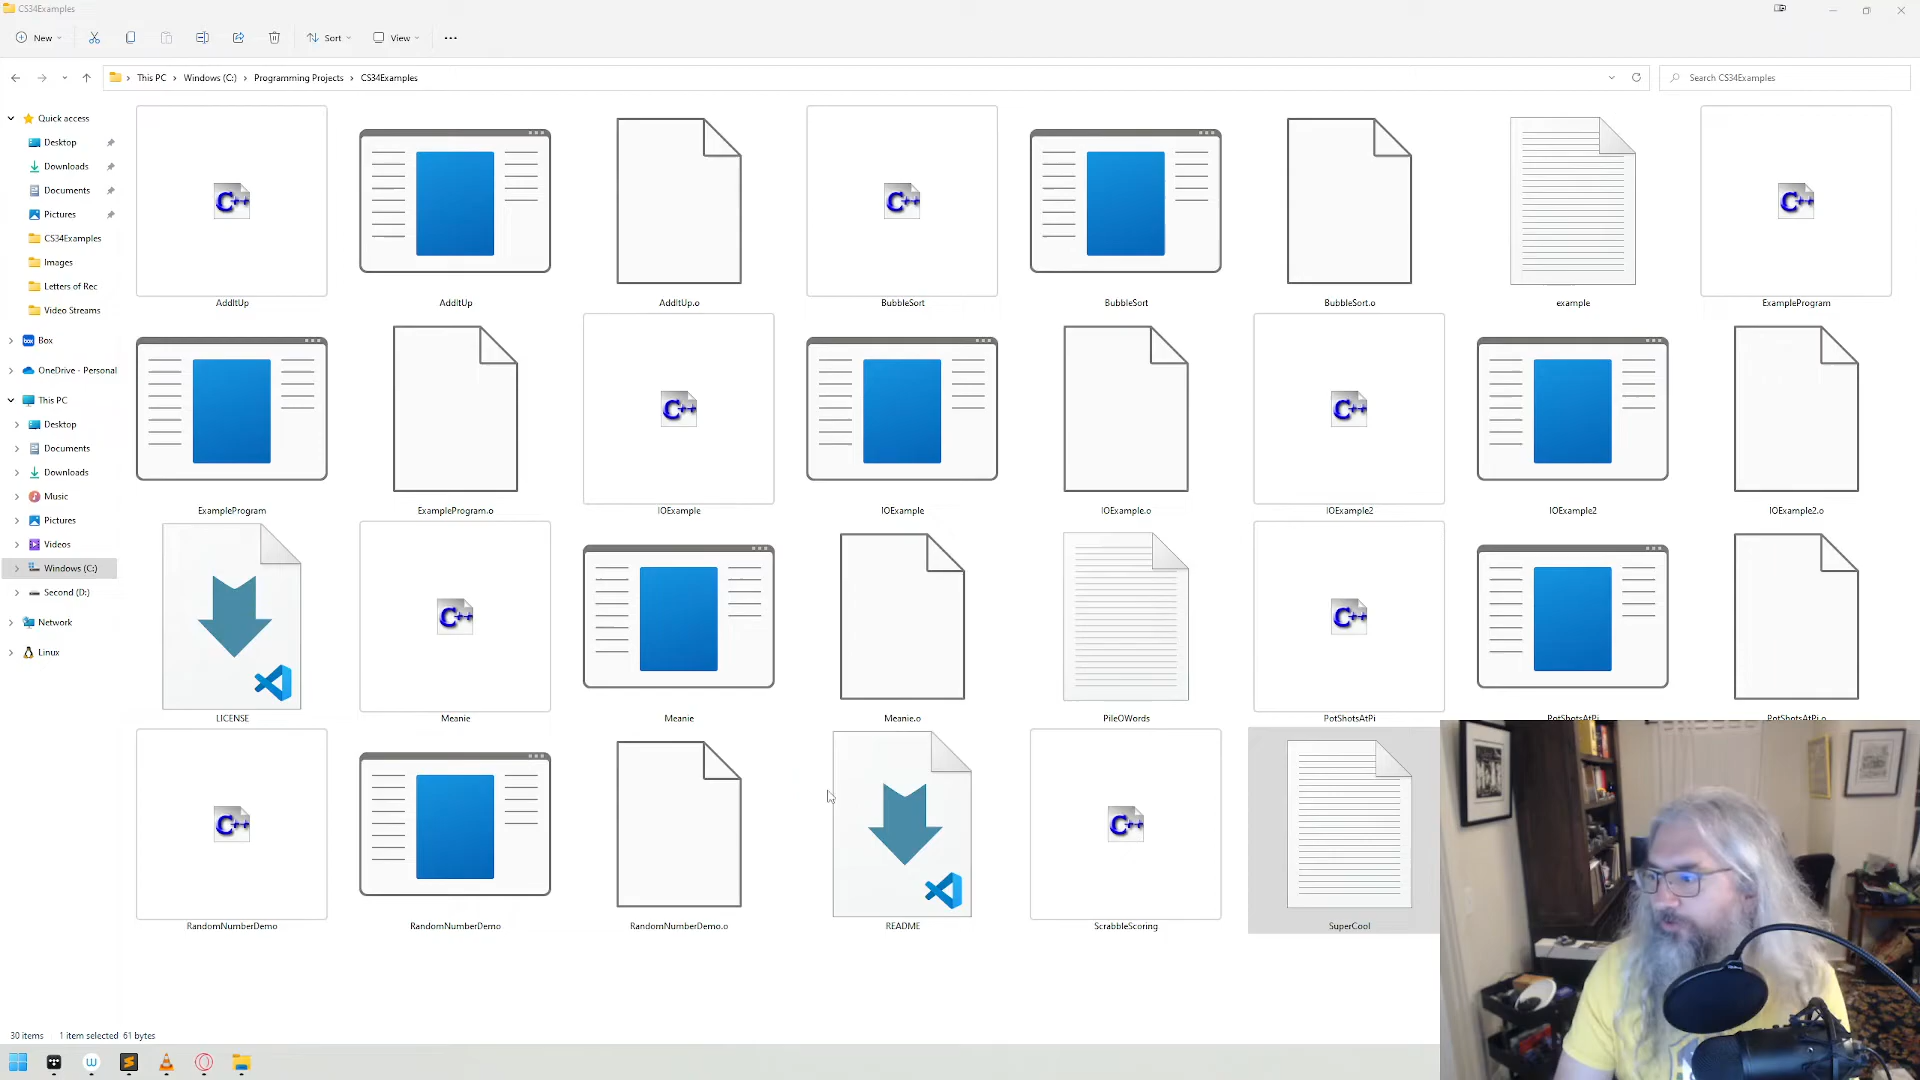 CS34Examples
New
Sort
View
This PC
Windows (C:)
Programming Projects
CS34Examples
Search CS34Examples
Quick access
Desktop
Downloads
Documents
Pictures
CS34Examples
Images
Letters of Rec
Video Streams
box
Box
OneDrive - Personal
This PC
Desktop
Documents
Downloads
Music
Pictures
Videos
Windows (C:)
Second (D:)
Network
Linux
C++
C++
C++
AddItUp
AddItUp
AddItUp.o
BubbleSort
BubbleSort
BubbleSort.o
example
ExampleProgram
C++
C++
ExampleProgram
ExampleProgram.o
IOExample
IOExample
IOExample.o
IOExample2
IOExample2
IOExample2.o
C++
C++
LICENSE
Meanie
Meanie
Meanie.o
PileOWords
PotShotsAtPi
PotShotsAtPi
PotShotsAtPi.o
C++
C++
RandomNumberDemo
RandomNumberDemo
RandomNumberDemo.o
README
ScrabbleScoring
SuperCool
30 items
1 item selected 61 bytes